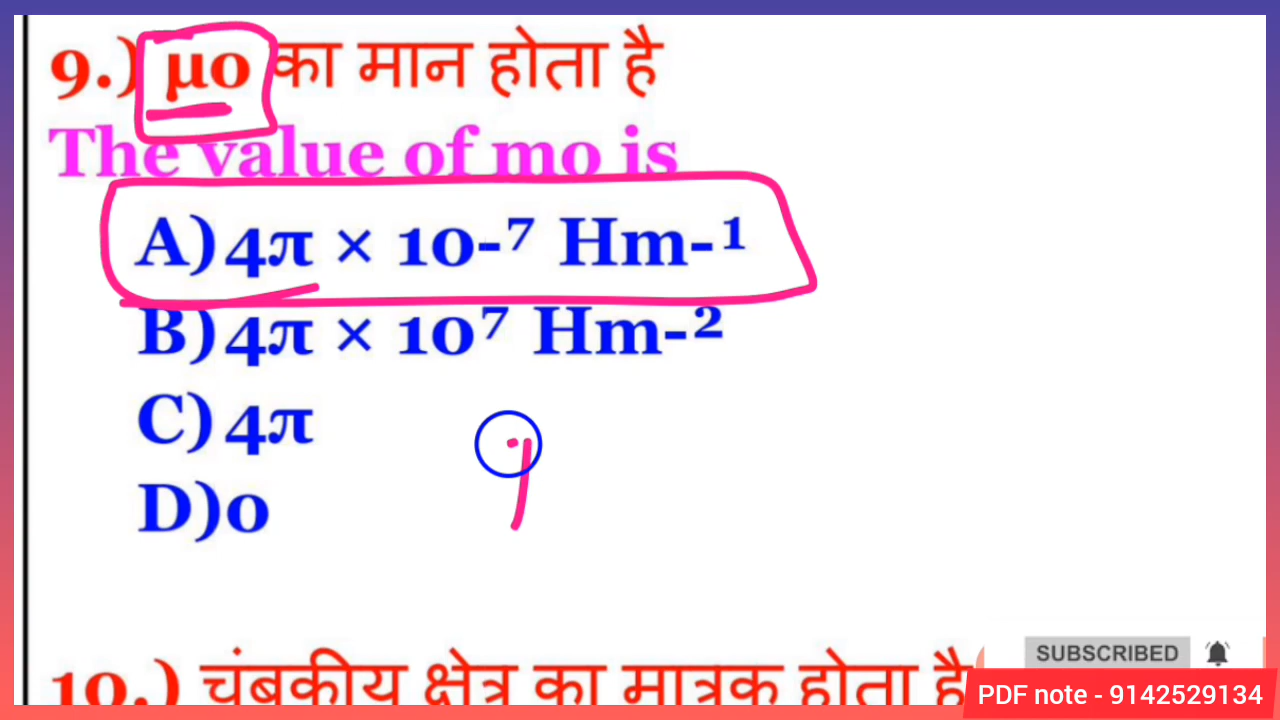 9.) μ0 का मान होता है
The value of mo is
A) 4π × 10-⁷ Hm-¹
B) 4π × 10⁷ Hm-²
C) 4π
D) 0
10.) चुंबकीय क्षेत्र का मात्रक होता है
SUBSCRIBED
PDF note - 9142529134